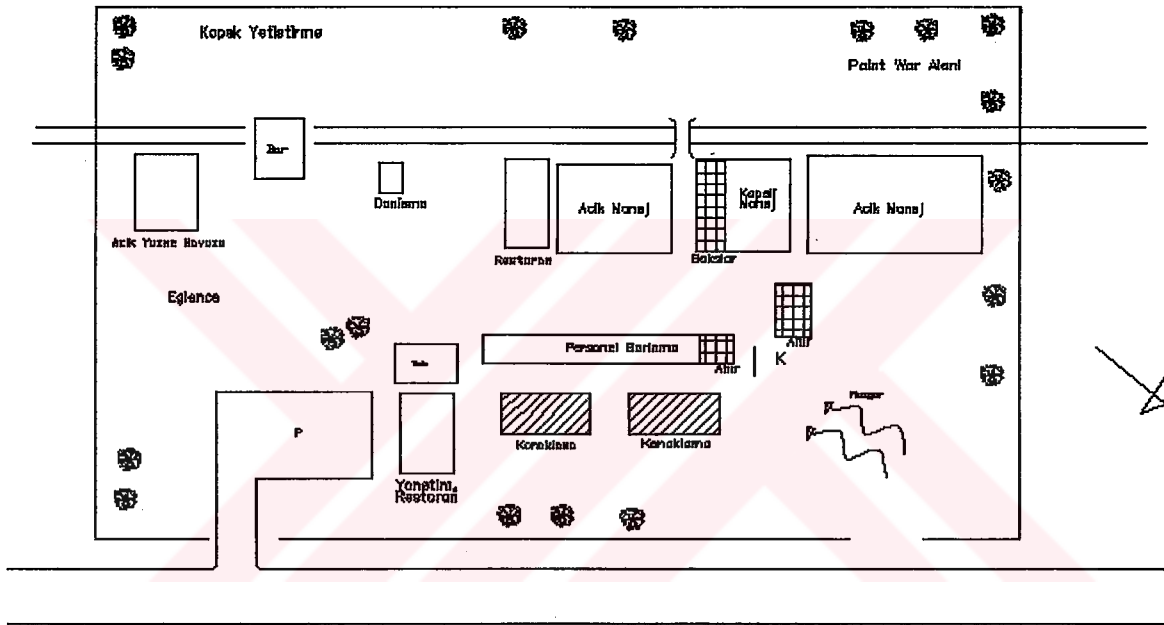 Kopek Yetistirme
Paint War Alani
Bar
Danisma
Acik Manej
Kapali
Manej
Acik Manej
Acik Yuzme Havuzu
Restoran
Bokslar
Eglence
Personel Barinma
Ahir
Ahir
K
P
Konaklama
Konaklama
Yonetim,
Restoran